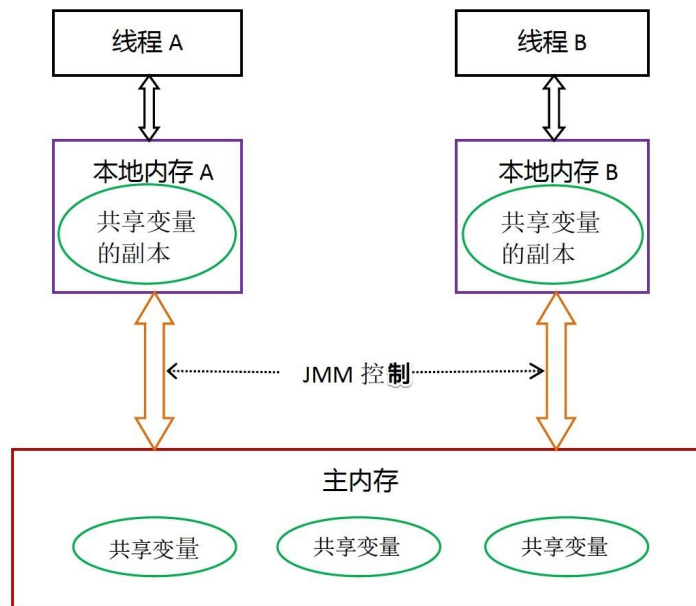 线程 A
线程 B
本地内存 A
本地内存 B
共享变量
的副本
共享变量
的副本
JMM 控制
主内存
共享变量
共享变量
共享变量